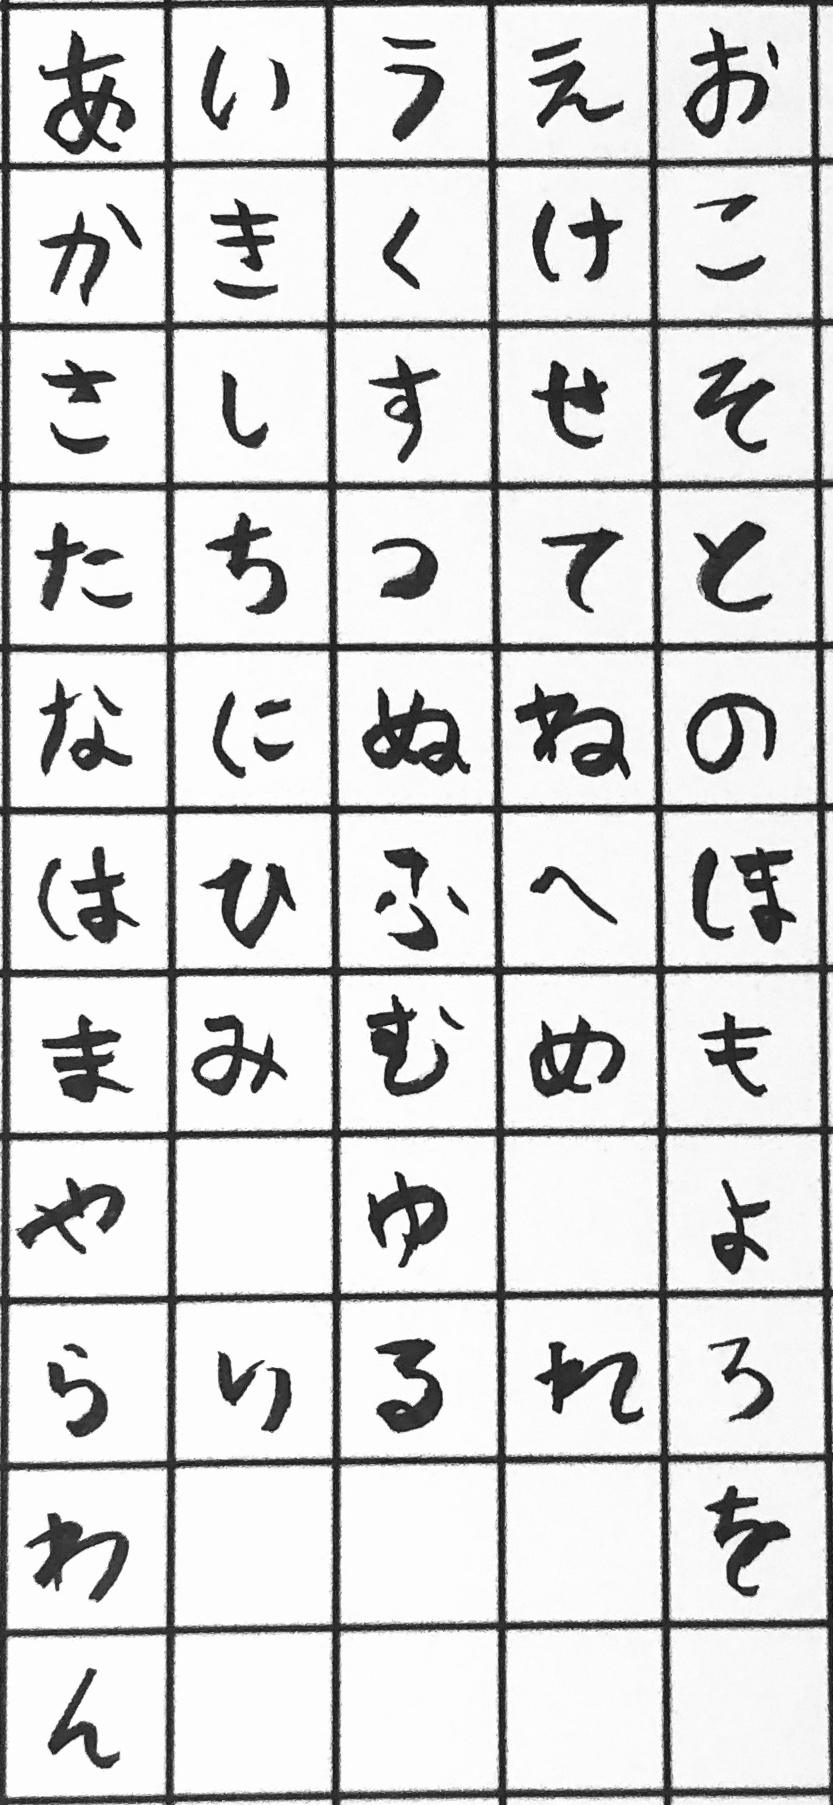 あ い う え お
か き く け こ
さ し す せ そ
た ち つ て と
な に ぬ ね の
は ひ ふ へ ほ
ま み む め も
や ゆ よ
ら り る れ ろ
わ を
ん